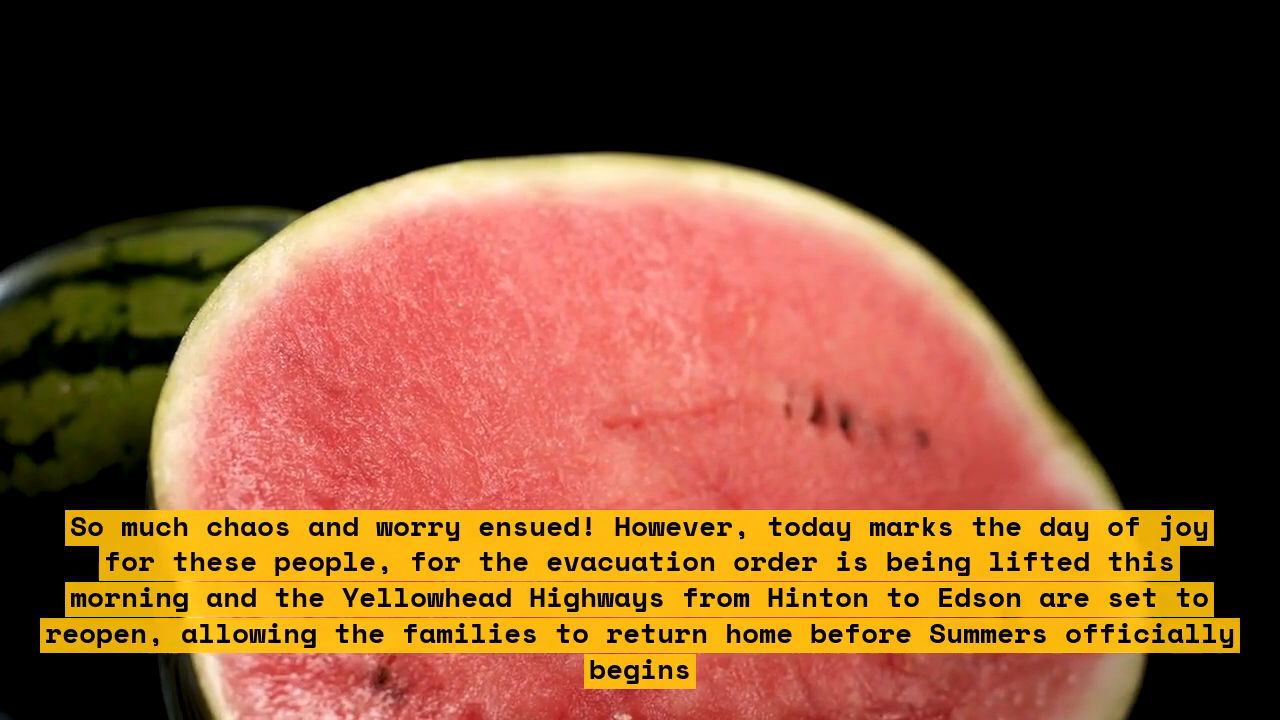 So much chaos and worry ensued! However, today marks the day of joy
for these people, for the evacuation order is being lifted this
morning and the Yellowhead Highways from Hinton to Edson are set to
reopen, allowing the families to return home before Summers officially
begins